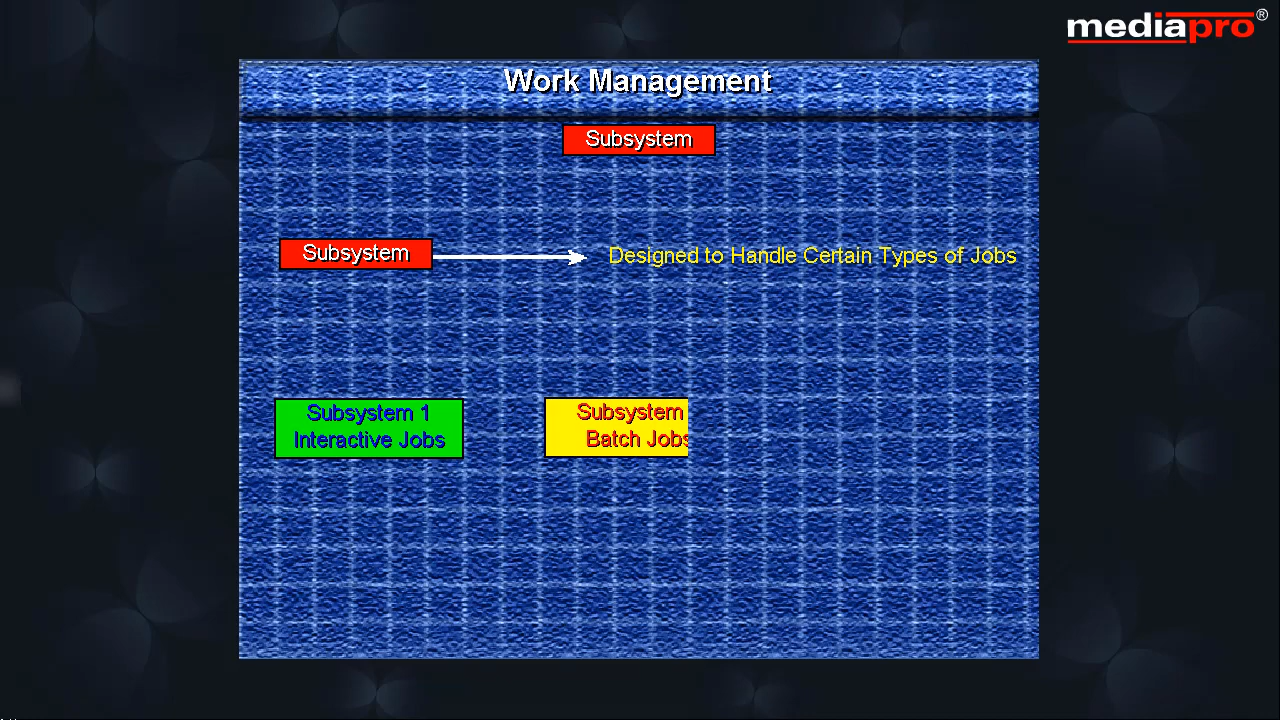 mediapro®
Work Management
Subsystem
Subsystem
Designed to Handle Certain Types of Jobs
Subsystem 1
Interactive Jobs
Subsystem
Batch Jobs